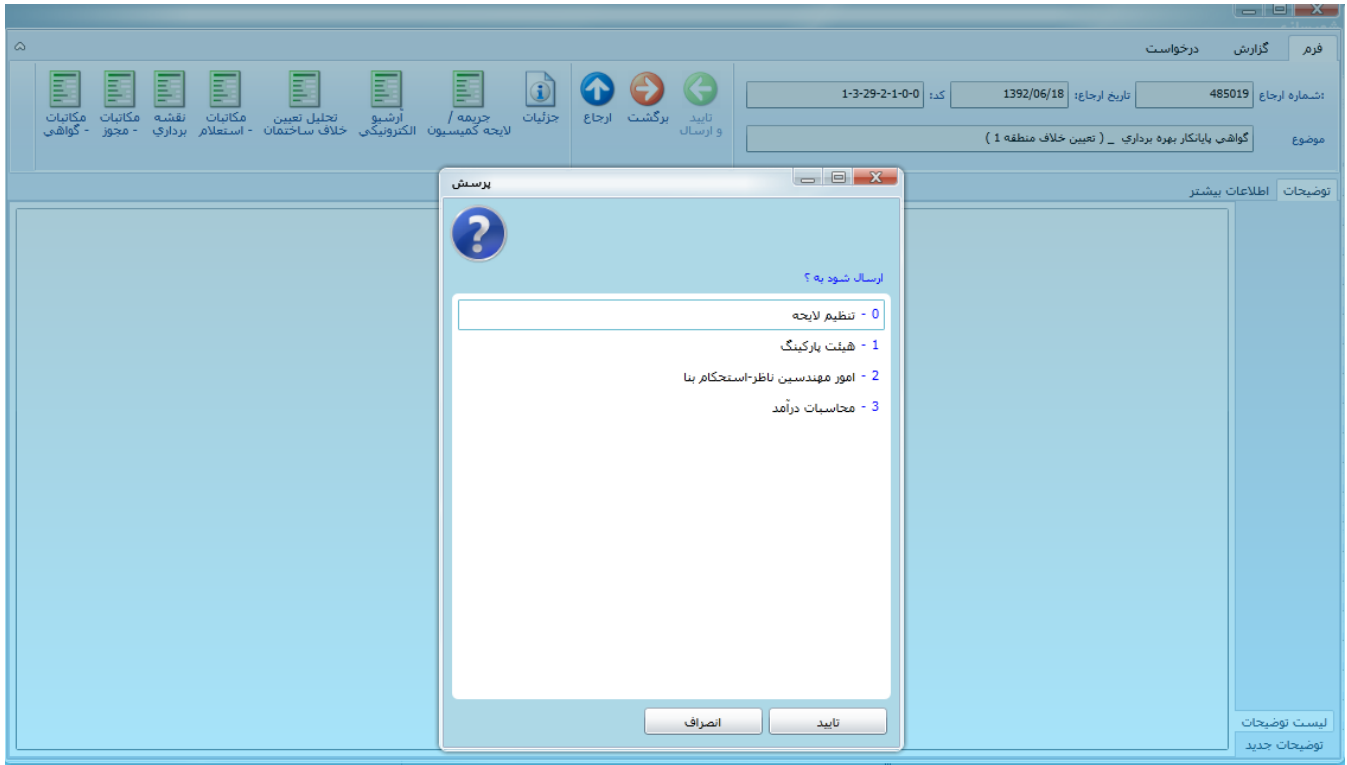 شهرسازی
فرم گزارش درخواست
:شماره ارجاع 485019 تاریخ ارجاع: 1392/06/18 کد: 1-3-29-2-1-0-0
موضوع گواهي پایانکار بهره برداري _ ( تعیین خلاف منطقه 1 )
تایید و ارسال
برگشت
ارجاع
جزئیات
جریمه / لایحه کمیسیون
آرشیو الکترونیکی
تحلیل تعیین خلاف ساختمان
مکاتبات - استعلام
نقشه برداري
مکاتبات - مجوز
مکاتبات - گواهي
توضیحات اطلاعات بیشتر
پرسش
ارسال شود به ؟
0 - تنظیم لایحه
1 - هیئت پارکینگ
2 - امور مهندسین ناظر-استحکام بنا
3 - محاسبات درآمد
تایید انصراف
لیست توضیحات
توضیحات جدید